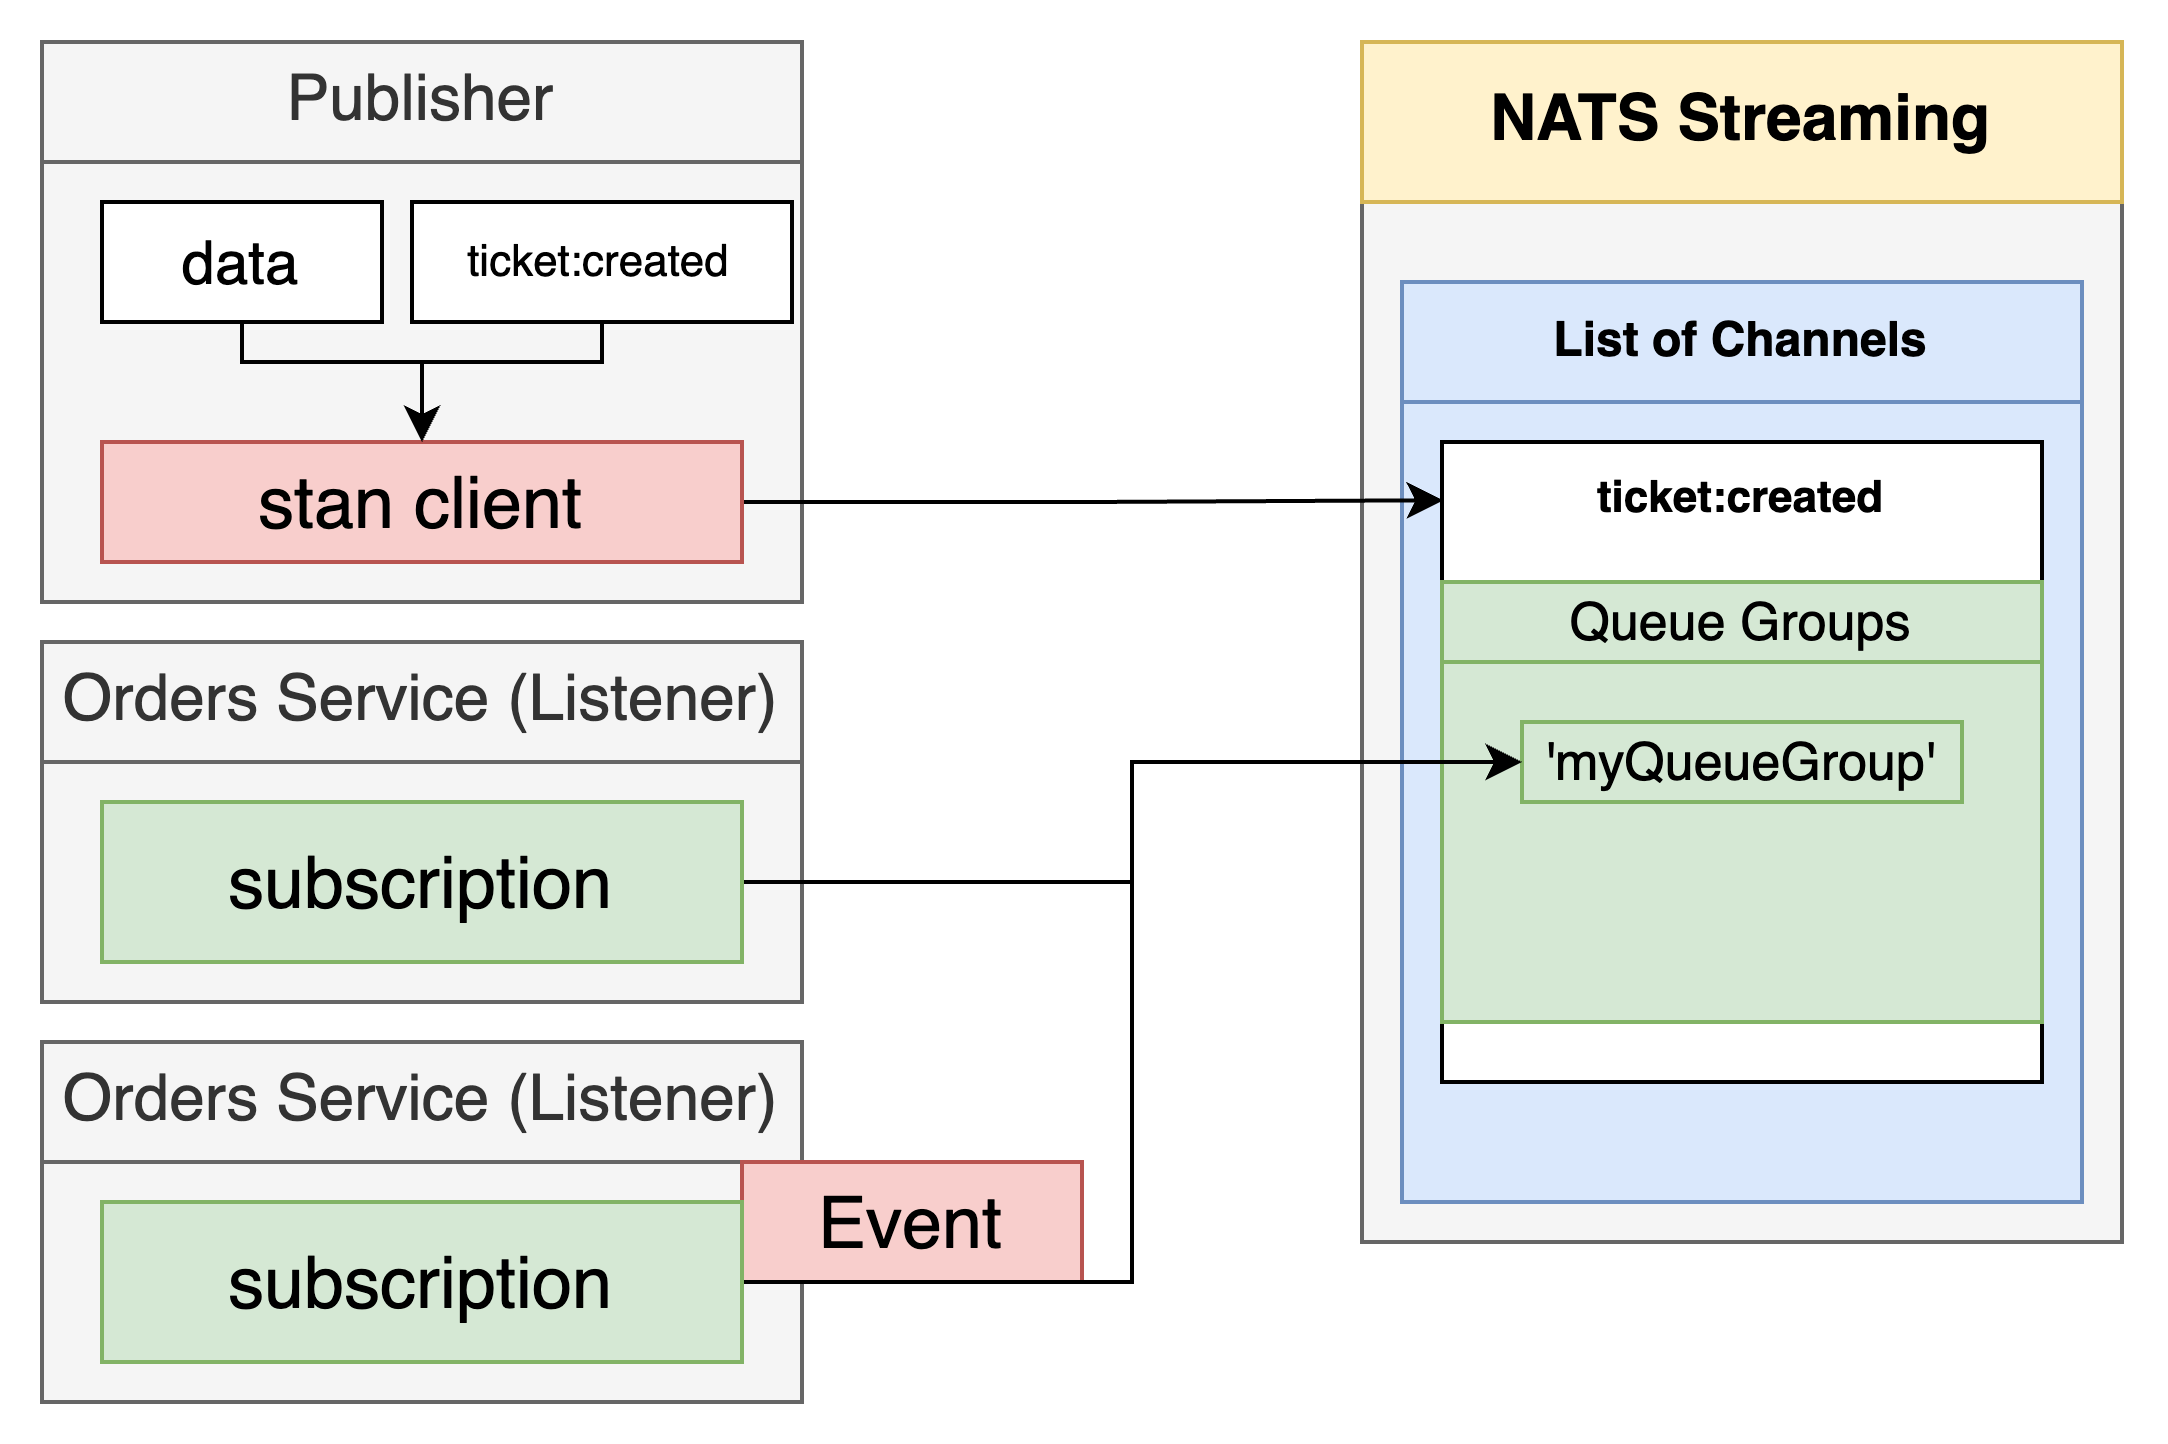 Publisher
data
ticket:created
stan client
Orders Service (Listener)
subscription
Orders Service (Listener)
Event
subscription
NATS Streaming
List of Channels
ticket:created
Queue Groups
'myQueueGroup'